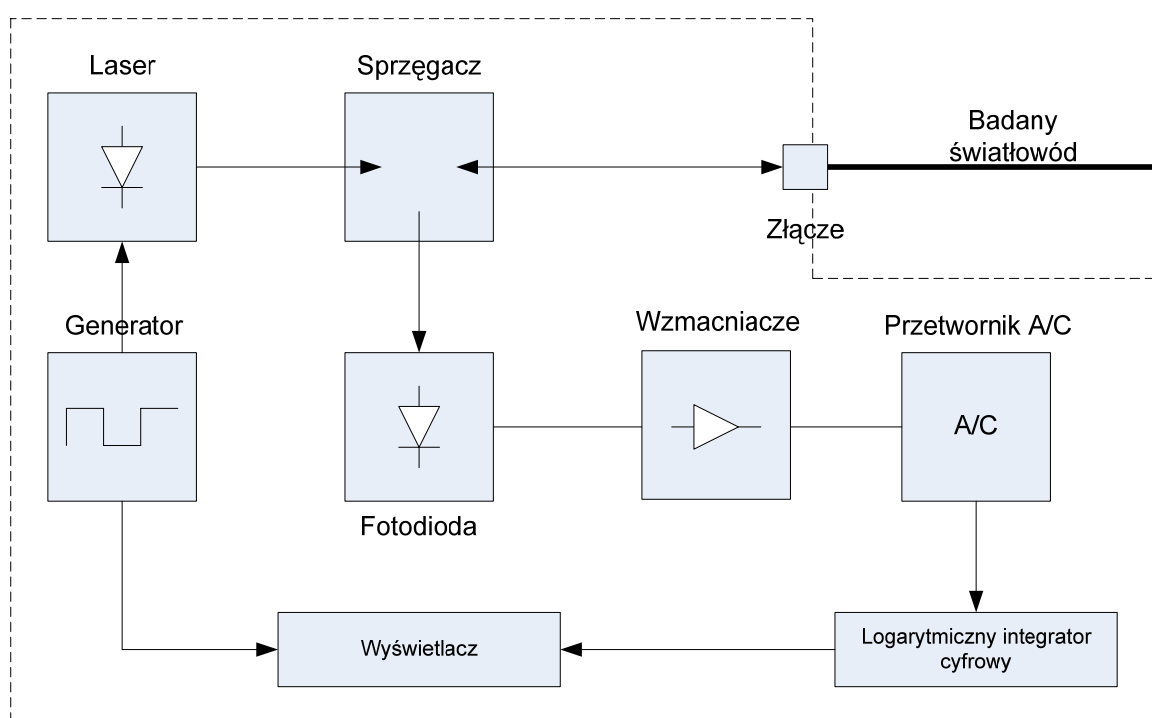 Laser
Sprzęgacz
Badany
światłowód
Złącze
Generator
Wzmacniacze
Przetwornik A/C
A/C
Fotodioda
Wyświetlacz
Logarytmiczny integrator
cyfrowy